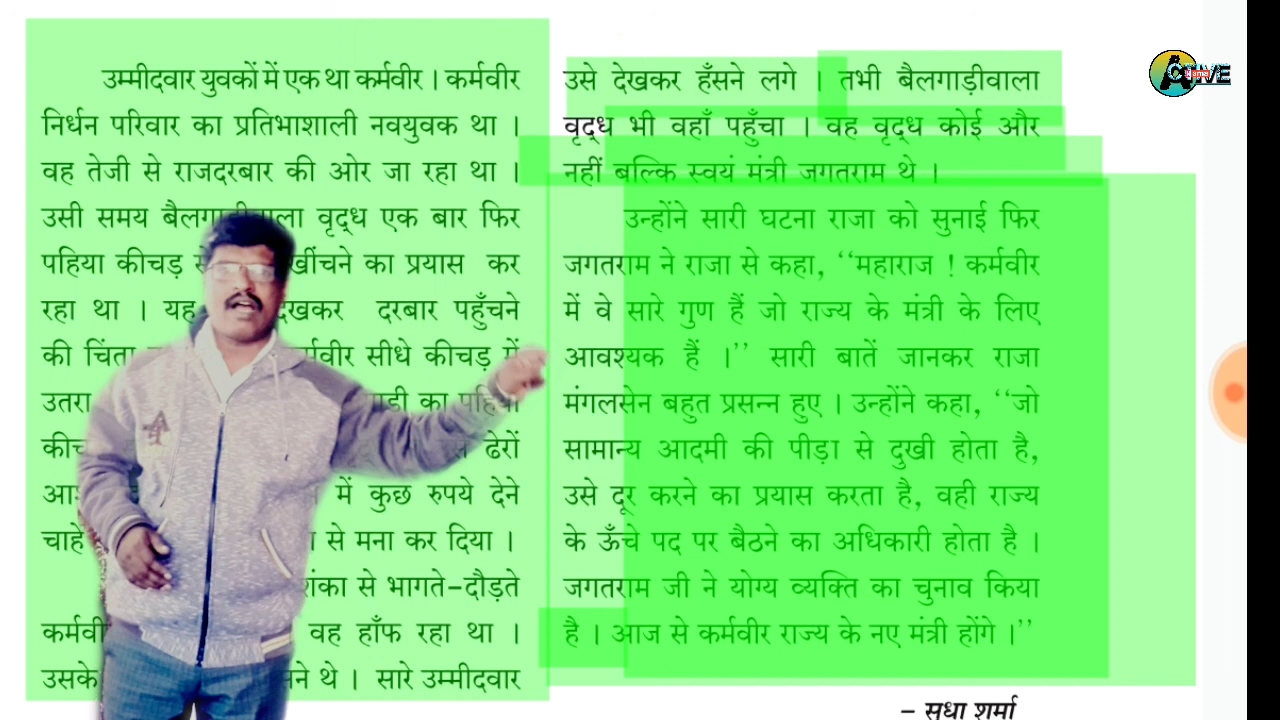 उम्मीदवार युवकों में एक था कर्मवीर । कर्मवीर
निर्धन परिवार का प्रतिभाशाली नवयुवक था ।
वह तेजी से राजदरबार की ओर जा रहा था ।
उसी समय बैलगाड़ीवाला वृद्ध एक बार फिर
पहिया कीचड़ से खींचने का प्रयास कर
रहा था । यह देखकर दरबार पहुँचने
की चिंता कर्मवीर सीधे कीचड़ में
उतरा गाड़ी का पहिया
ढेरों
में कुछ रुपये देने
चाहे से मना कर दिया ।
से भागते-दौड़ते
कर्मवीर वह हाँफ रहा था ।
उसके थे । सारे उम्मीदवार
उसे देखकर हँसने लगे । तभी बैलगाड़ीवाला
वृद्ध भी वहाँ पहुँचा । वह वृद्ध कोई और
नहीं बल्कि स्वयं मंत्री जगतराम थे ।
उन्होंने सारी घटना राजा को सुनाई फिर
जगतराम ने राजा से कहा, ‘‘महाराज ! कर्मवीर
में वे सारे गुण हैं जो राज्य के मंत्री के लिए
आवश्यक हैं ।’’ सारी बातें जानकर राजा
मंगलसेन बहुत प्रसन्न हुए । उन्होंने कहा, ‘‘जो
सामान्य आदमी की पीड़ा से दुखी होता है,
उसे दूर करने का प्रयास करता है, वही राज्य
के ऊँचे पद पर बैठने का अधिकारी होता है ।
जगतराम जी ने योग्य व्यक्ति का चुनाव किया
है । आज से कर्मवीर राज्य के नए मंत्री होंगे ।’’
– सुधा शर्मा